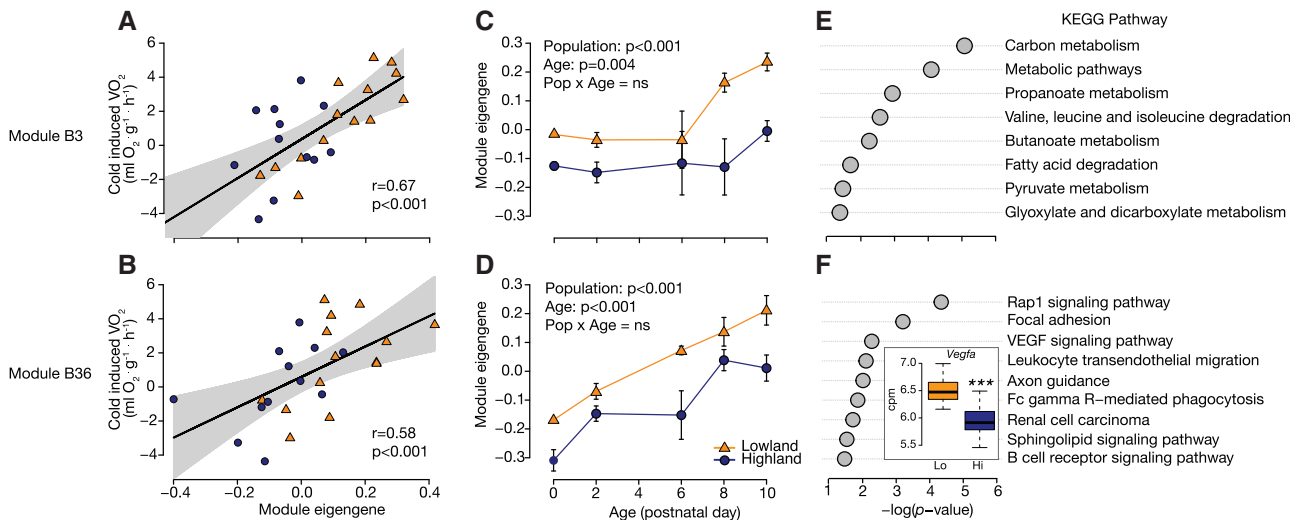 A
Module B3
Cold induced VO2
(ml O2 · g-1 · h-1)
6
4
2
0
−2
−4
r=0.67
p<0.001
C
Module eigengene
0.3
0.2
0.1
0.0
−0.1
−0.2
−0.3
Population: p<0.001
Age: p=0.004
Pop x Age = ns
E
KEGG Pathway
Carbon metabolism
Metabolic pathways
Propanoate metabolism
Valine, leucine and isoleucine degradation
Butanoate metabolism
Fatty acid degradation
Pyruvate metabolism
Glyoxylate and dicarboxylate metabolism
B
Module B36
Cold induced VO2
(ml O2 · g-1 · h-1)
6
4
2
0
−2
−4
r=0.58
p<0.001
−0.4
−0.2
0.0
0.2
0.4
Module eigengene
D
Module eigengene
0.3
0.2
0.1
0.0
−0.1
−0.2
−0.3
Population: p<0.001
Age: p<0.001
Pop x Age = ns
Lowland
Highland
0
2
4
6
8
10
Age (postnatal day)
F
Rap1 signaling pathway
Focal adhesion
VEGF signaling pathway
Leukocyte transendothelial migration
Axon guidance
Fc gamma R−mediated phagocytosis
Renal cell carcinoma
Sphingolipid signaling pathway
B cell receptor signaling pathway
Vegfa
cpm
7.0
6.5
6.0
5.5
***
Lo
Hi
1
2
3
4
5
6
−log(p−value)